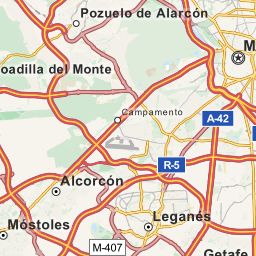 Pozuelo de Alarcón
M
oadilla del Monte
Campamento
A-42
R-5
Alcorcón
Móstoles
Leganés
M-407
Getafe